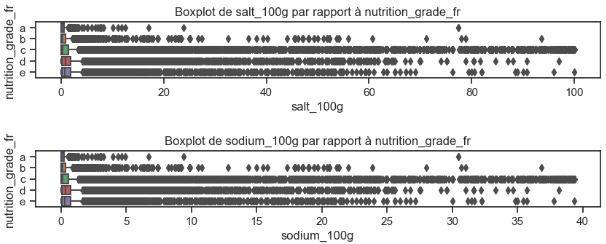 Boxplot de salt_100g par rapport à nutrition_grade_fr
nutrition_grade_fr
a
b
c
d
e
0 20 40 60 80 100
salt_100g
Boxplot de sodium_100g par rapport à nutrition_grade_fr
nutrition_grade_fr
a
b
c
d
e
0 5 10 15 20 25 30 35 40
sodium_100g